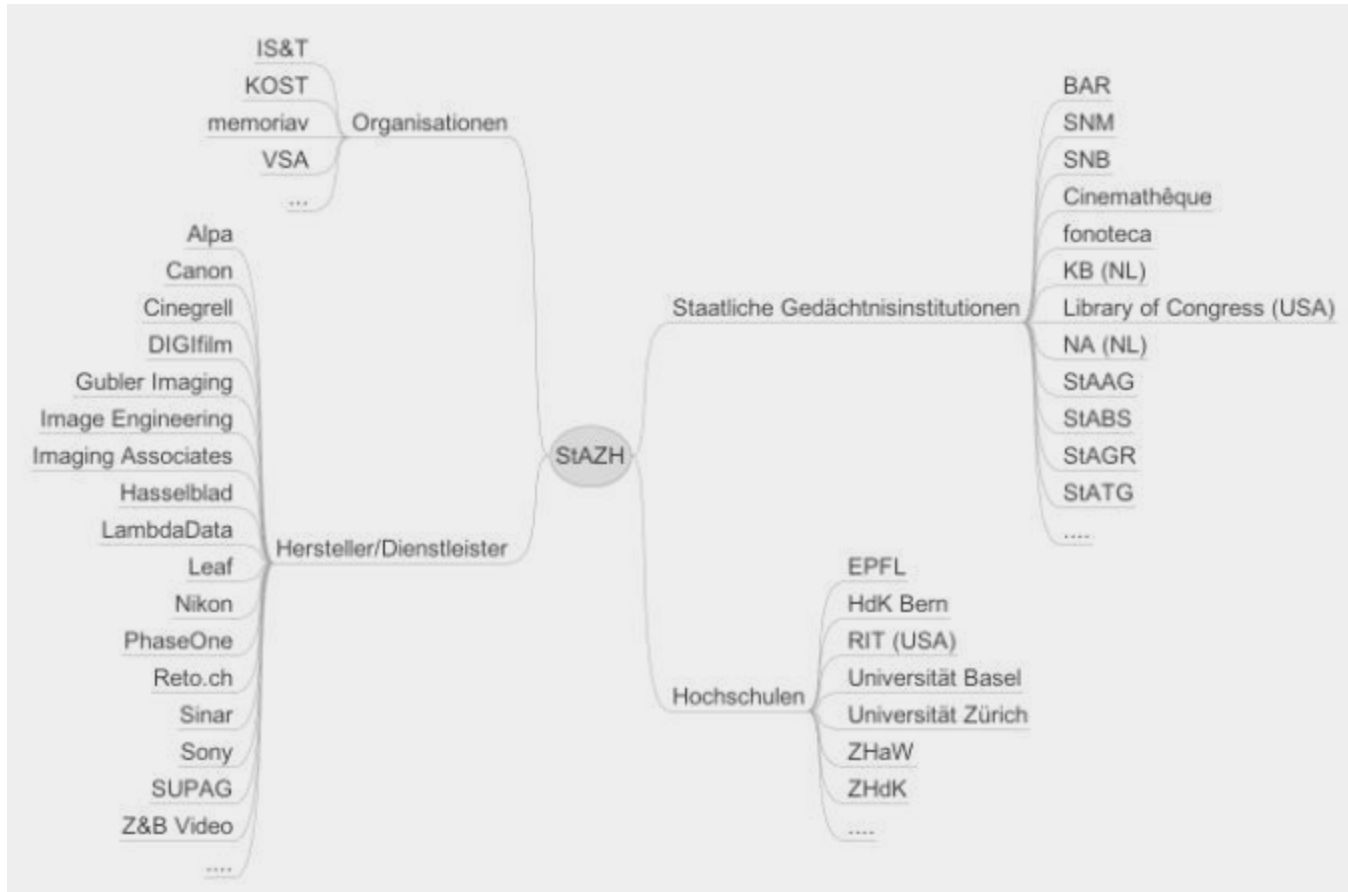 IS&T
KOST
memoriav
VSA
...
Organisationen
Alpa
Canon
Cinegrell
DIGIfilm
Gubler Imaging
Image Engineering
Imaging Associates
Hasselblad
LambdaData
Leaf
Nikon
PhaseOne
Reto.ch
Sinar
Sony
SUPAG
Z&B Video
....
Hersteller/Dienstleister
StAZH
Staatliche Gedächtnisinstitutionen
BAR
SNM
SNB
Cinemathêque
fonoteca
KB (NL)
Library of Congress (USA)
NA (NL)
StAAG
StABS
StAGR
StATG
....
Hochschulen
EPFL
HdK Bern
RIT (USA)
Universität Basel
Universität Zürich
ZHaW
ZHdK
....